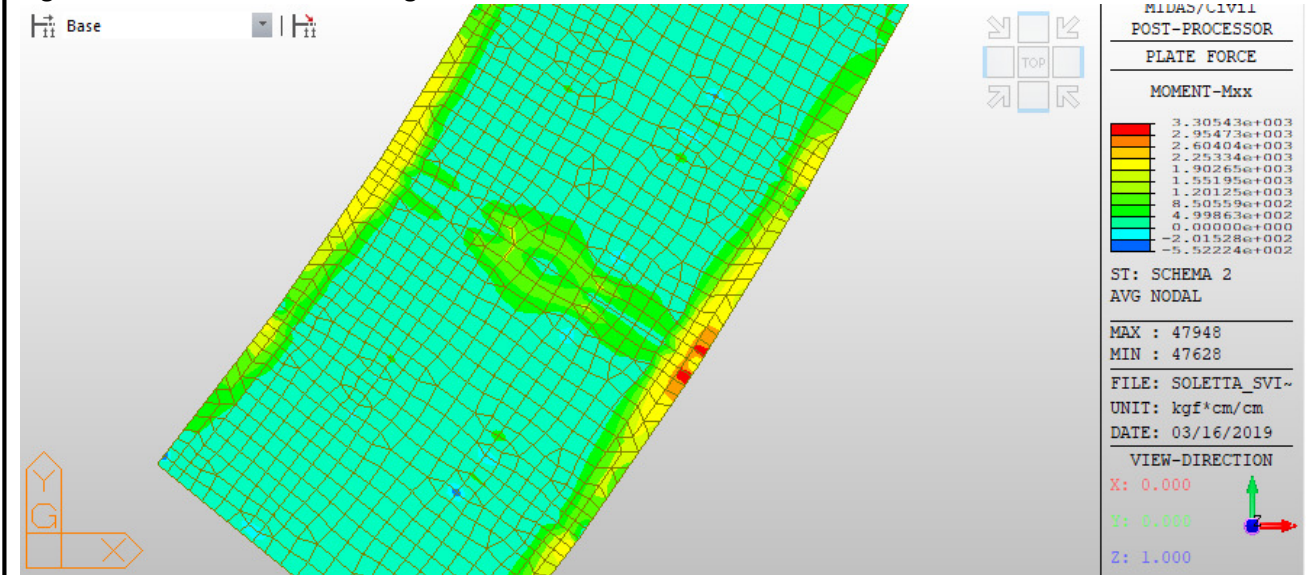 Base
TOP
MIDAS/Civil
POST-PROCESSOR
PLATE FORCE
MOMENT-Mxx
3.30543e+003
2.95473e+003
2.60404e+003
2.25334e+003
1.90265e+003
1.55195e+003
1.20125e+003
8.50559e+002
4.99863e+002
0.00000e+000
-2.01528e+002
-5.52224e+002
ST: SCHEMA 2
AVG NODAL
MAX : 47948
MIN : 47628
FILE: SOLETTA_SVI~
UNIT: kgf*cm/cm
DATE: 03/16/2019
VIEW-DIRECTION
X: 0.000
Y: 0.000
Z: 1.000
Z
Y
G
X